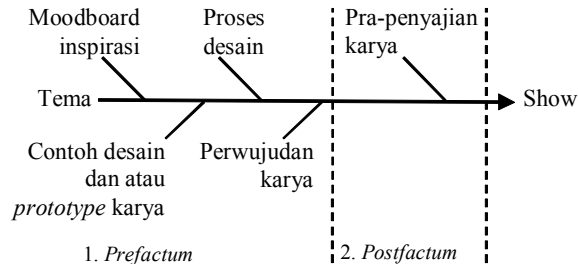 Moodboard
inspirasi
Proses
desain
Pra-penyajian
karya
Tema
Show
Contoh desain
dan atau
prototype karya
Perwujudan
karya
1. Prefactum
2. Postfactum